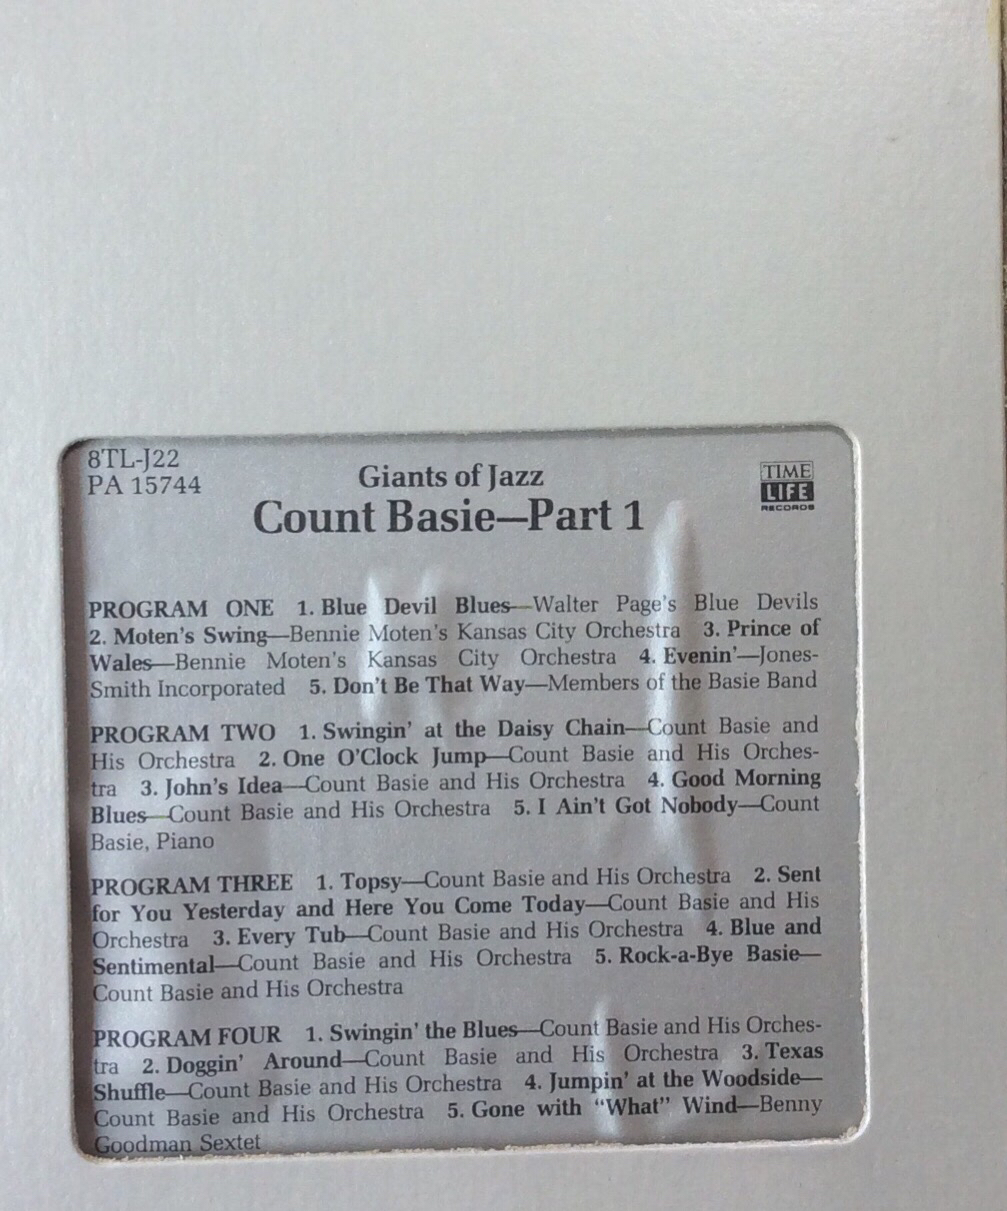 8TL-J22
PA 15744
Giants of Jazz
Count Basie—Part 1
TIME
LIFE
RECORDS
PROGRAM ONE 1. Blue Devil Blues—Walter Page's Blue Devils
2. Moten's Swing—Bennie Moten's Kansas City Orchestra 3. Prince of
Wales—Bennie Moten's Kansas City Orchestra 4. Evenin'—Jones-
Smith Incorporated 5. Don't Be That Way—Members of the Basie Band
PROGRAM TWO 1. Swingin' at the Daisy Chain—Count Basie and
His Orchestra 2. One O'Clock Jump—Count Basie and His Orches-
tra 3. John's Idea—Count Basie and His Orchestra 4. Good Morning
Blues—Count Basie and His Orchestra 5. I Ain't Got Nobody—Count
Basie, Piano
PROGRAM THREE 1. Topsy—Count Basie and His Orchestra 2. Sent
for You Yesterday and Here You Come Today—Count Basie and His
Orchestra 3. Every Tub—Count Basie and His Orchestra 4. Blue and
Sentimental—Count Basie and His Orchestra 5. Rock-a-Bye Basie—
Count Basie and His Orchestra
PROGRAM FOUR 1. Swingin' the Blues—Count Basie and His Orches-
tra 2. Doggin' Around—Count Basie and His Orchestra 3. Texas
Shuffle—Count Basie and His Orchestra 4. Jumpin' at the Woodside—
Count Basie and His Orchestra 5. Gone with “What” Wind—Benny
Goodman Sextet